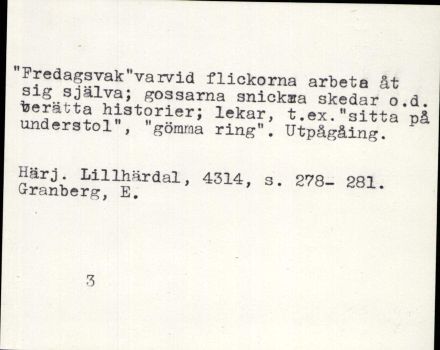 "Fredagsvak"varvid flickorna arbeta åt
sig själva; gossarna snickra skedar o.d.
berätta historier; lekar, t.ex."sitta på
understol", "gömma ring". Utpågåing.
Härj. Lillhärdal, 4314, s. 278- 281.
Granberg, E.
3